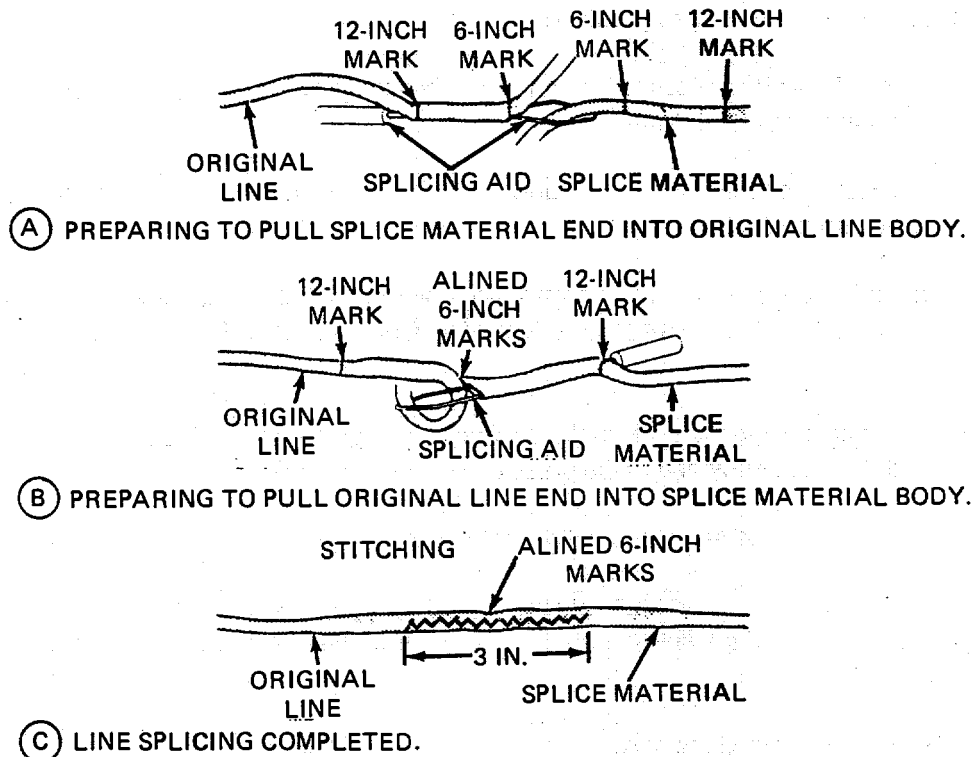 12-INCH MARK
6-INCH MARK
6-INCH MARK
12-INCH MARK
ORIGINAL LINE
SPLICING AID
SPLICE MATERIAL
A PREPARING TO PULL SPLICE MATERIAL END INTO ORIGINAL LINE BODY.
12-INCH MARK
ALINED 6-INCH MARKS
12-INCH MARK
ORIGINAL LINE
SPLICING AID
SPLICE MATERIAL
B PREPARING TO PULL ORIGINAL LINE END INTO SPLICE MATERIAL BODY.
STITCHING
ALINED 6-INCH MARKS
3 IN.
ORIGINAL LINE
SPLICE MATERIAL
C LINE SPLICING COMPLETED.